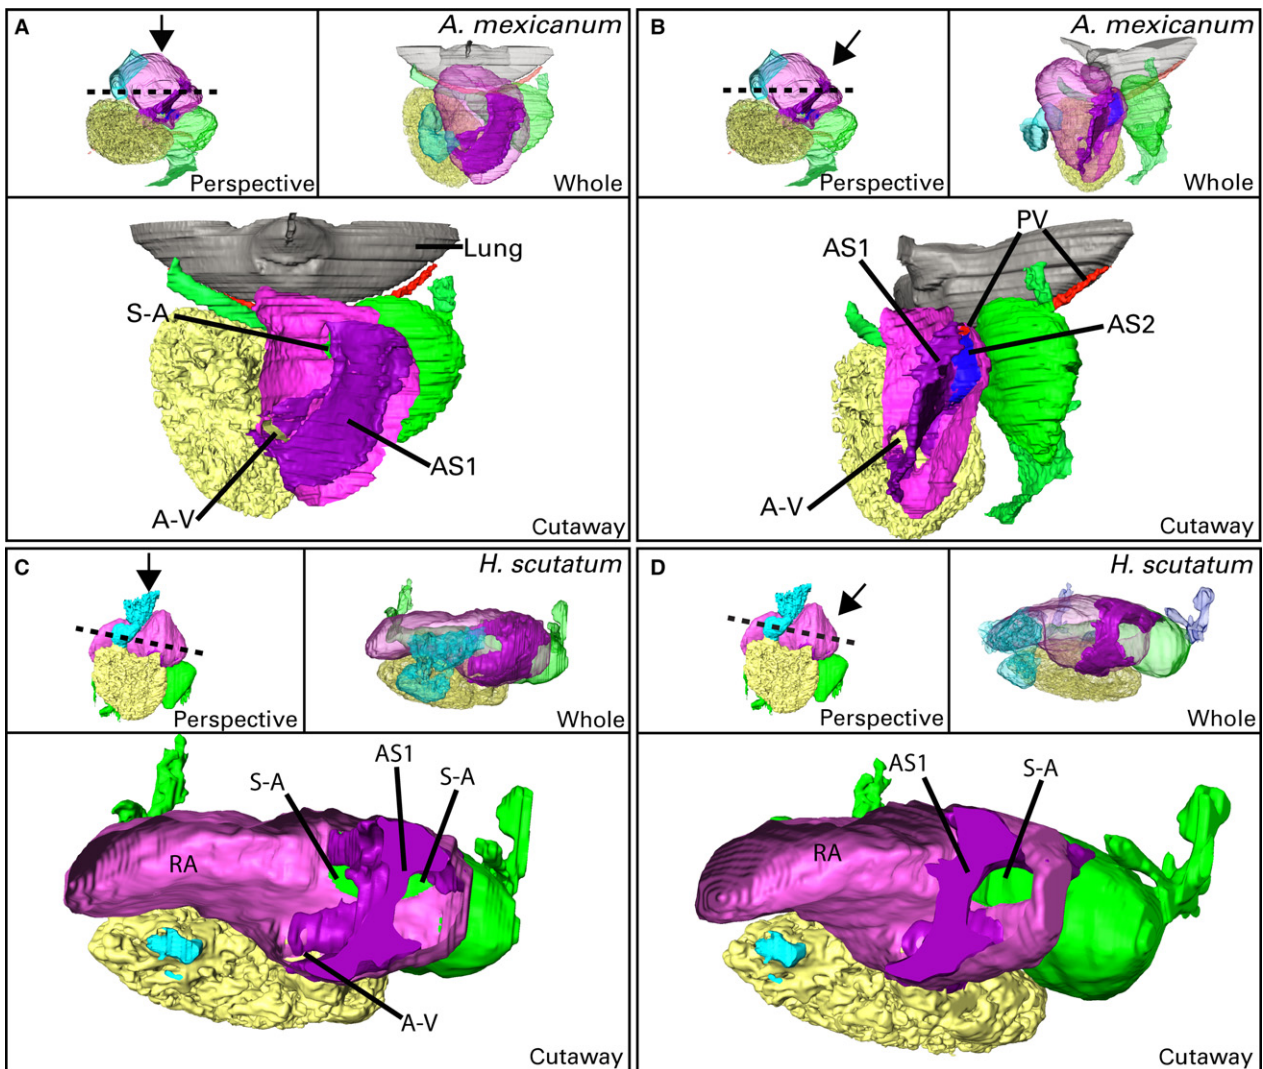 A
A. mexicanum
Perspective
Whole
Lung
S-A
AS1
A-V
Cutaway
B
A. mexicanum
Perspective
Whole
PV
AS1
AS2
A-V
Cutaway
C
H. scutatum
Perspective
Whole
AS1
S-A
S-A
RA
A-V
Cutaway
D
H. scutatum
Perspective
Whole
AS1
S-A
RA
Cutaway